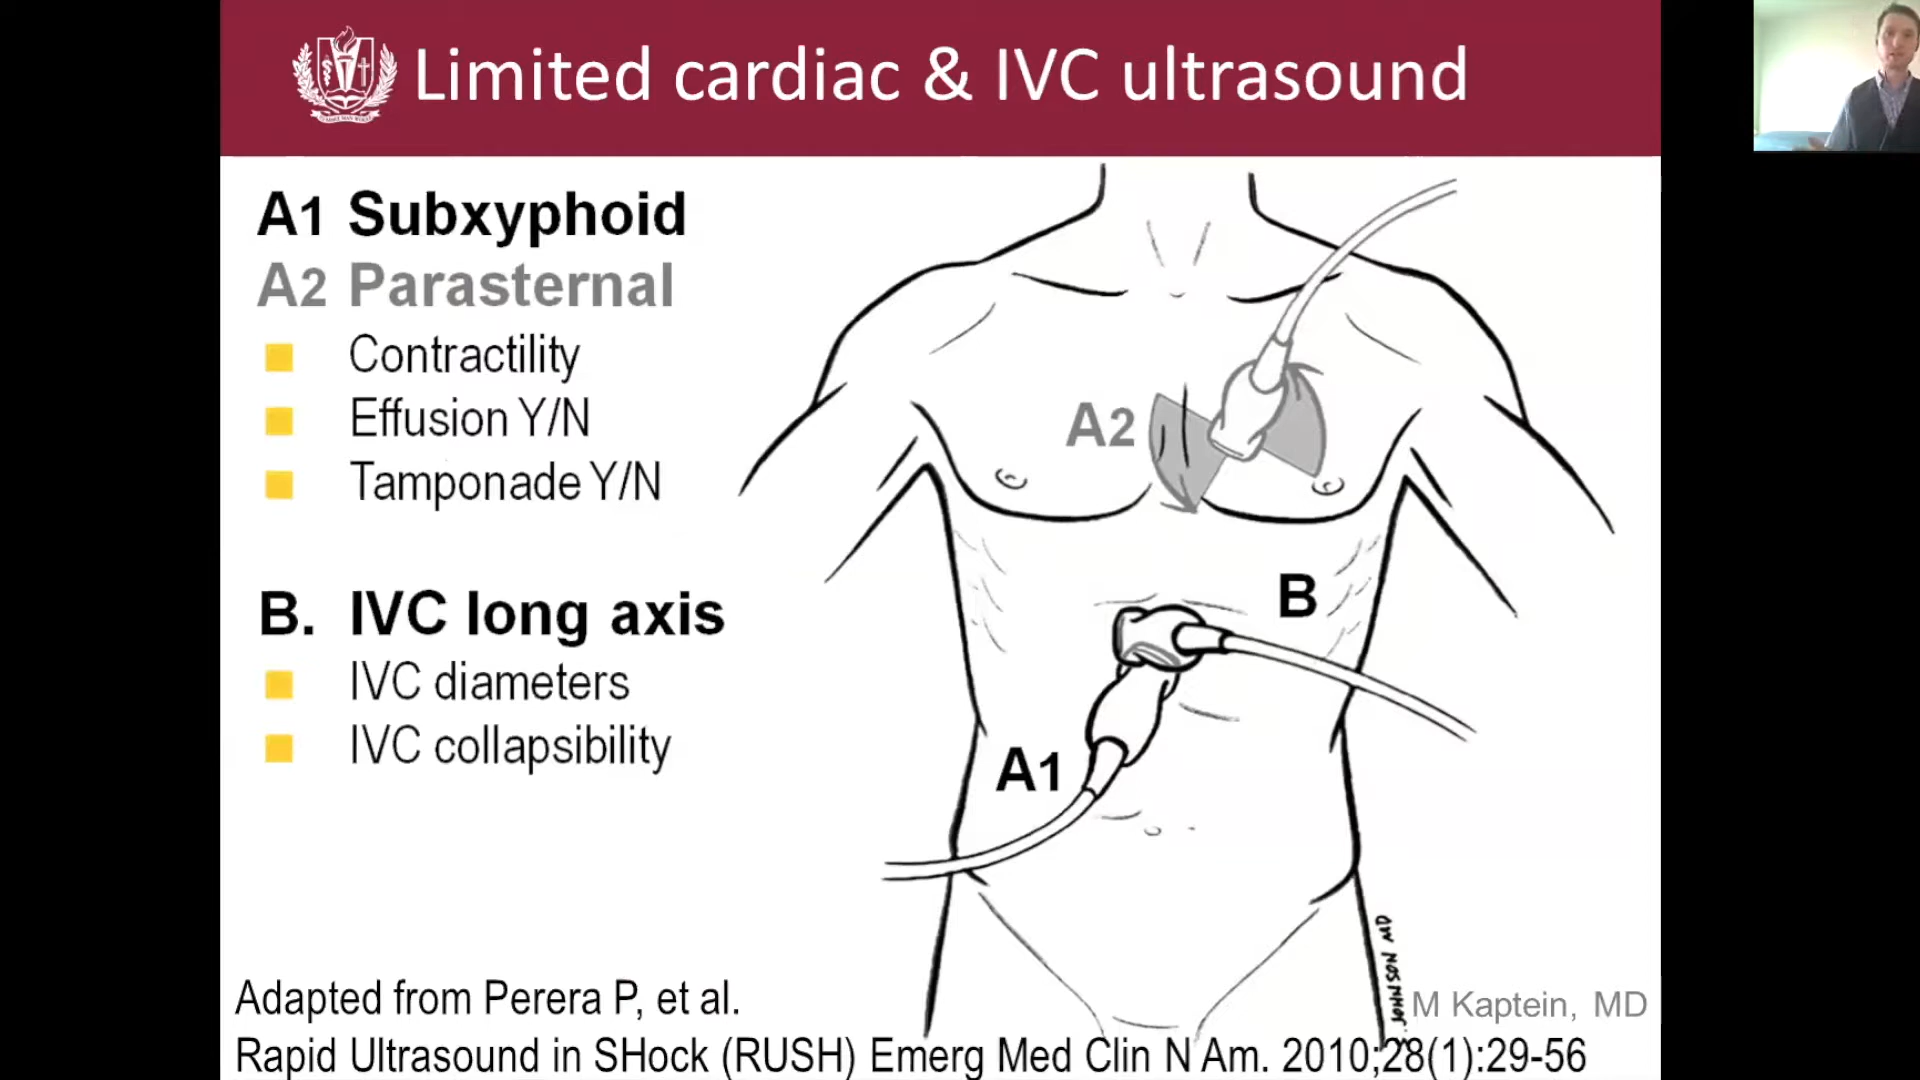 Limited cardiac & IVC ultrasound
A1 Subxyphoid
A2 Parasternal
Contractility
Effusion Y/N
Tamponade Y/N
B. IVC long axis
IVC diameters
IVC collapsibility
A2
B
A1
JOHNSON MD
M Kaptein, MD
Adapted from Perera P, et al.
Rapid Ultrasound in SHock (RUSH) Emerg Med Clin N Am. 2010;28(1):29-56